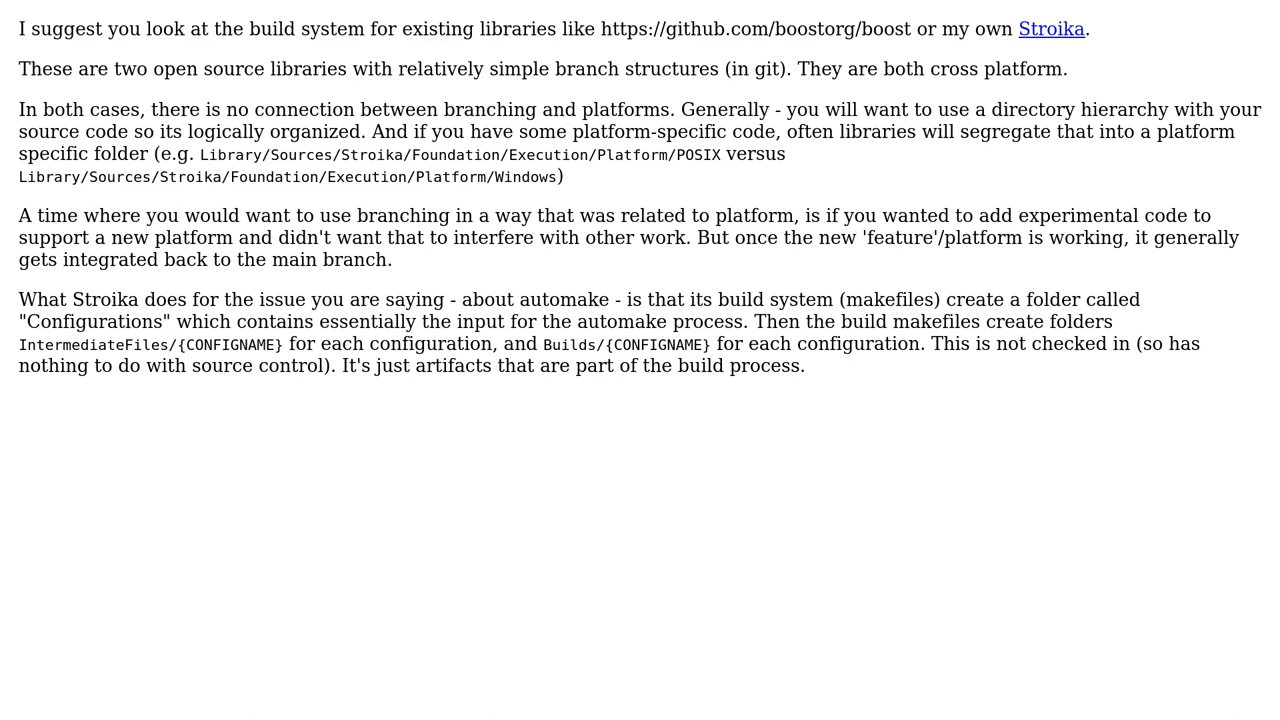 I suggest you look at the build system for existing libraries like https://github.com/boostorg/boost or my own Stroika.
These are two open source libraries with relatively simple branch structures (in git). They are both cross platform.
In both cases, there is no connection between branching and platforms. Generally - you will want to use a directory hierarchy with your
source code so its logically organized. And if you have some platform-specific code, often libraries will segregate that into a platform
specific folder (e.g. Library/Sources/Stroika/Foundation/Execution/Platform/POSIX versus
Library/Sources/Stroika/Foundation/Execution/Platform/Windows)
A time where you would want to use branching in a way that was related to platform, is if you wanted to add experimental code to
support a new platform and didn't want that to interfere with other work. But once the new 'feature'/platform is working, it generally
gets integrated back to the main branch.
What Stroika does for the issue you are saying - about automake - is that its build system (makefiles) create a folder called
"Configurations" which contains essentially the input for the automake process. Then the build makefiles create folders
IntermediateFiles/{CONFIGNAME} for each configuration, and Builds/{CONFIGNAME} for each configuration. This is not checked in (so has
nothing to do with source control). It's just artifacts that are part of the build process.